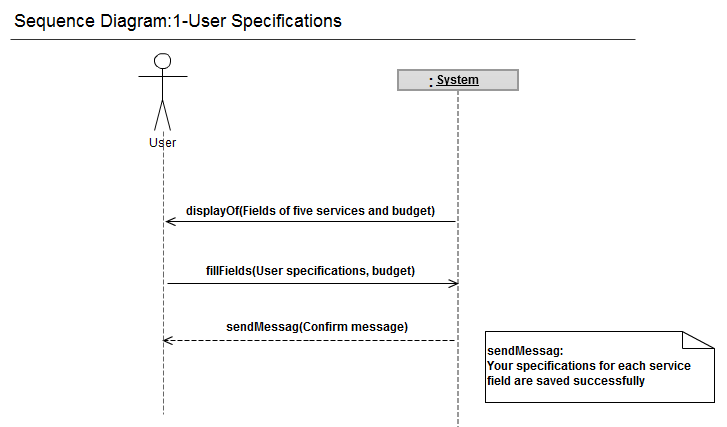 Sequence Diagram:1-User Specifications
: System
User
displayOf(Fields of five services and budget)
fillFields(User specifications, budget)
sendMessag(Confirm message)
sendMessag:
Your specifications for each service
field are saved successfully